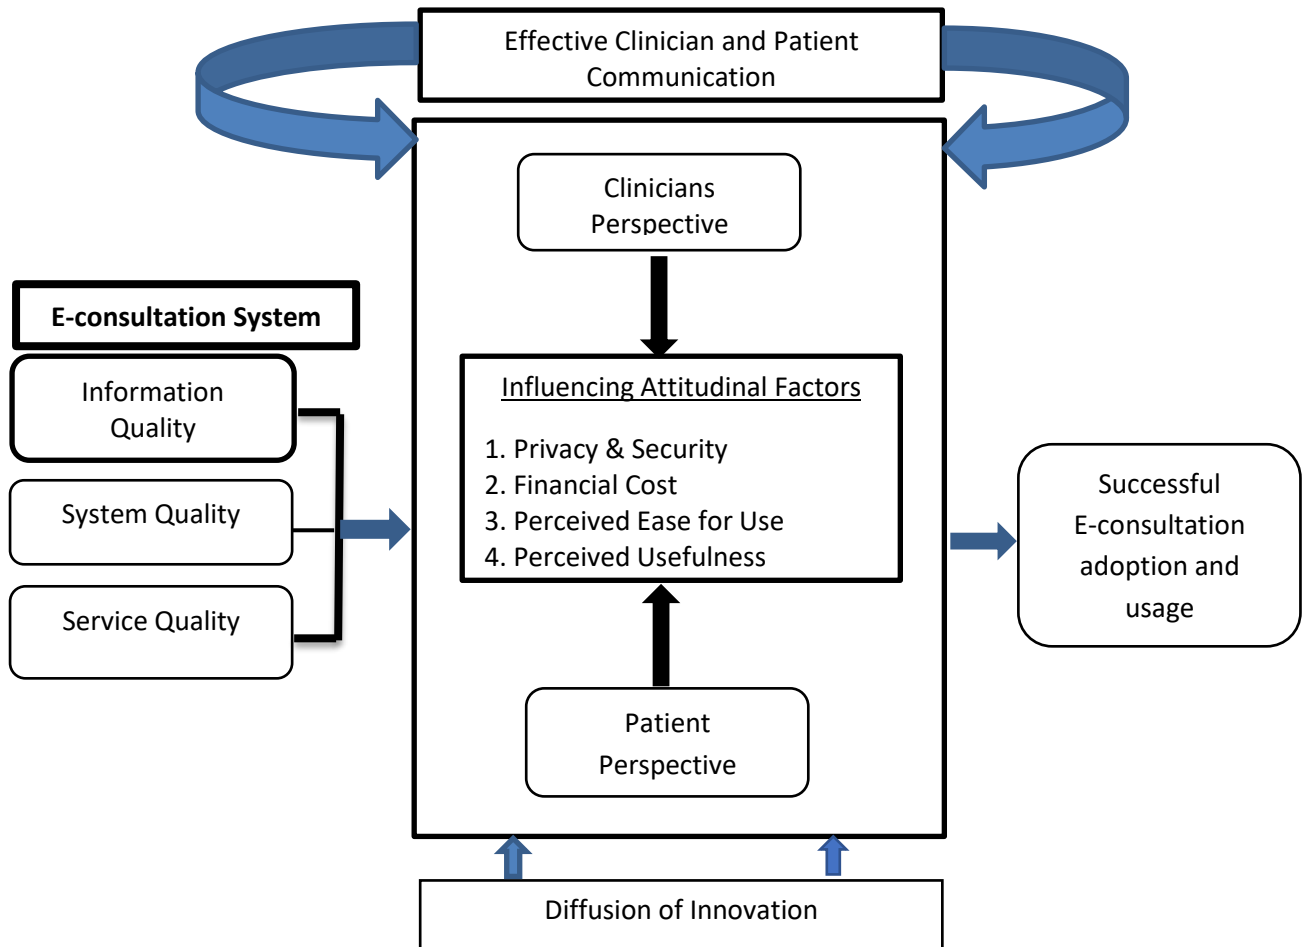 Effective Clinician and Patient
Communication
Clinicians
Perspective
E-consultation System
Information
Quality
System Quality
Service Quality
Influencing Attitudinal Factors
1. Privacy & Security
2. Financial Cost
3. Perceived Ease for Use
4. Perceived Usefulness
Successful
E-consultation
adoption and
usage
Patient
Perspective
Diffusion of Innovation